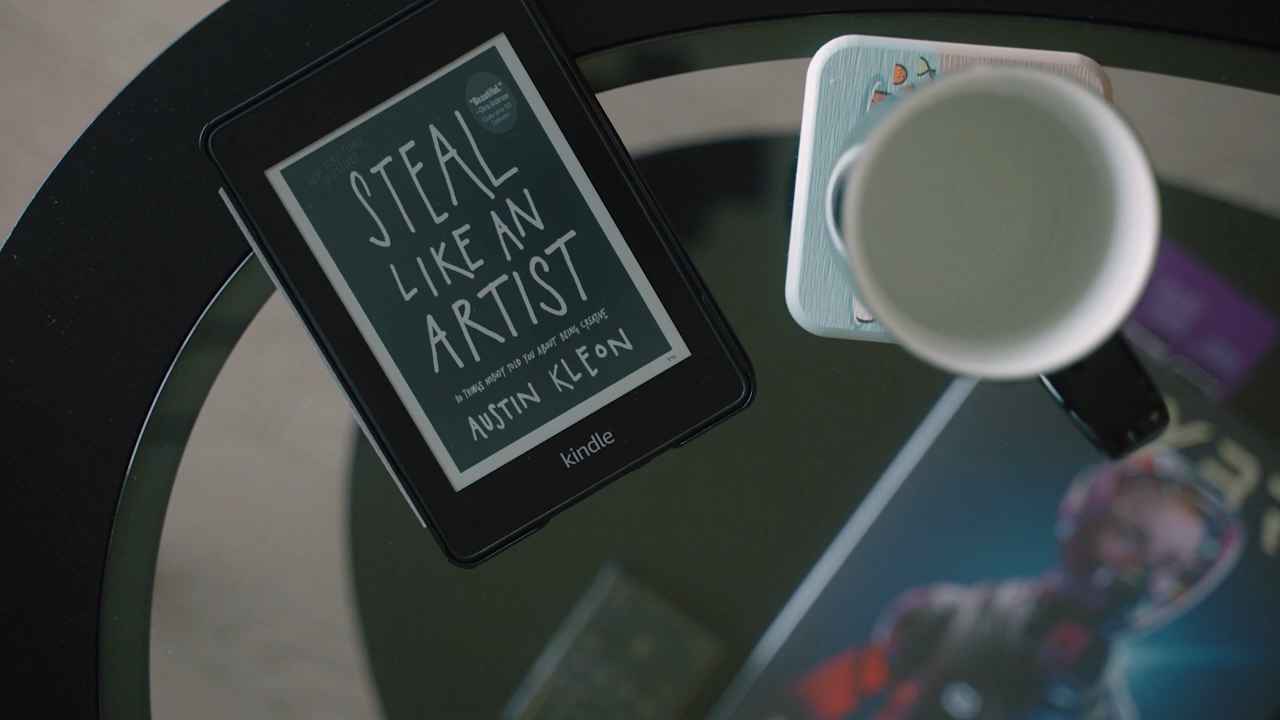 NEW YORK TIMES
BESTSELLER
"Beautiful."
STEAL
LIKE AN
ARTIST
10 THINGS NOBODY TOLD YOU ABOUT BEING CREATIVE
AUSTIN KLEON
kindle